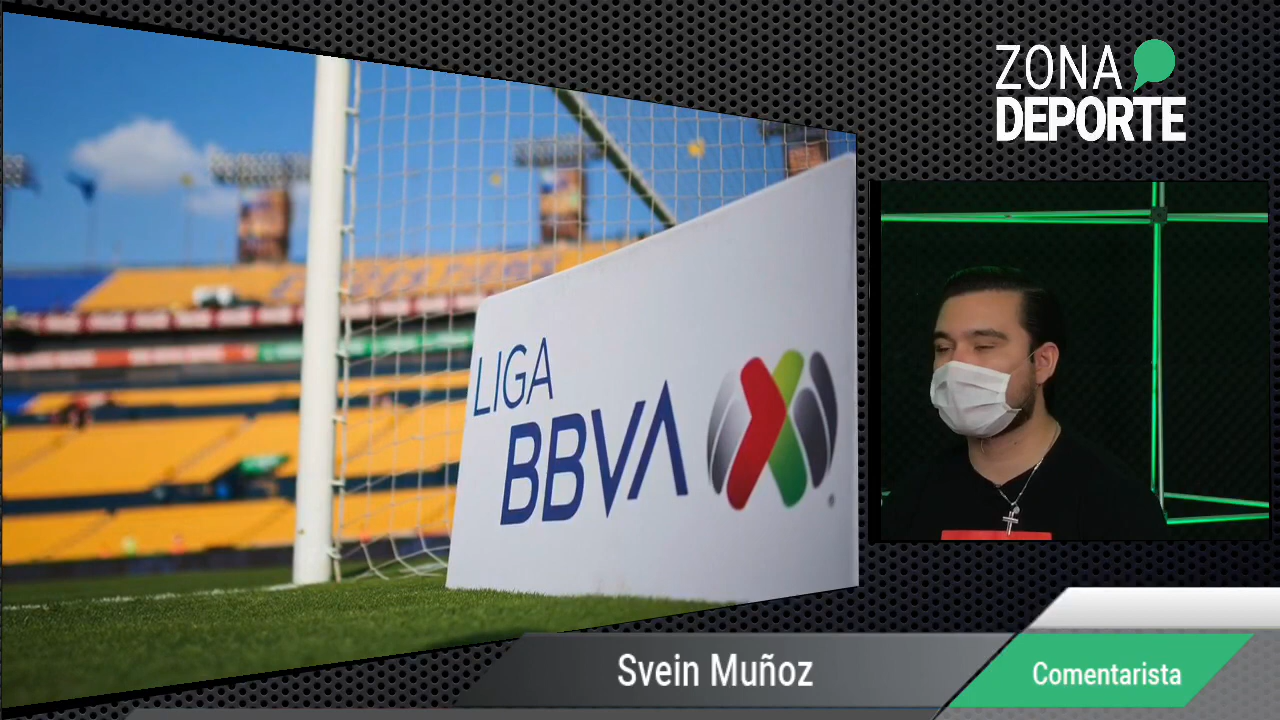 ZONA
DEPORTE
LIGA
BBVA
Svein Muñoz
Comentarista